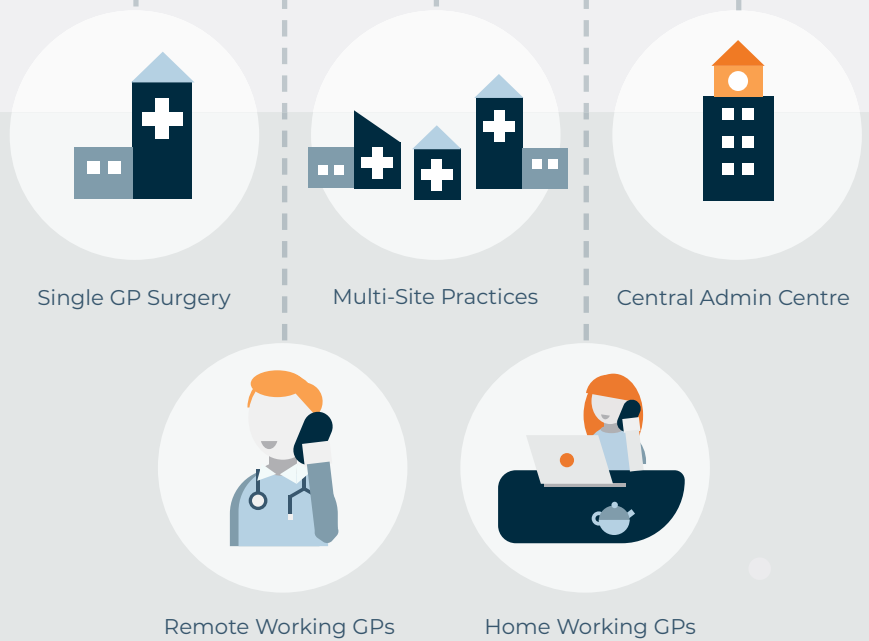 Single GP Surgery
Multi-Site Practices
Central Admin Centre
Remote Working GPs
Home Working GPs